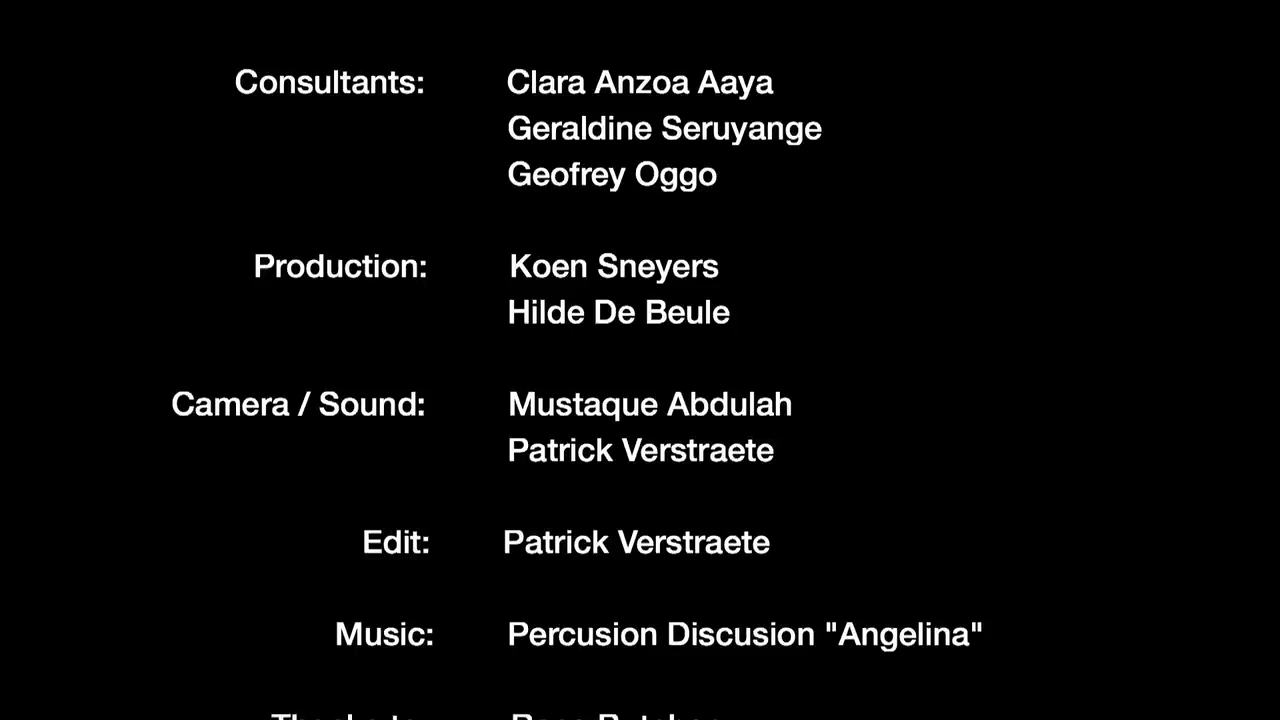 Consultants: Clara Anzoa Aaya
Geraldine Seruyange
Geofrey Oggo
Production: Koen Sneyers
Hilde De Beule
Camera / Sound: Mustaque Abdulah
Patrick Verstraete
Edit: Patrick Verstraete
Music: Percusion Discusion "Angelina"